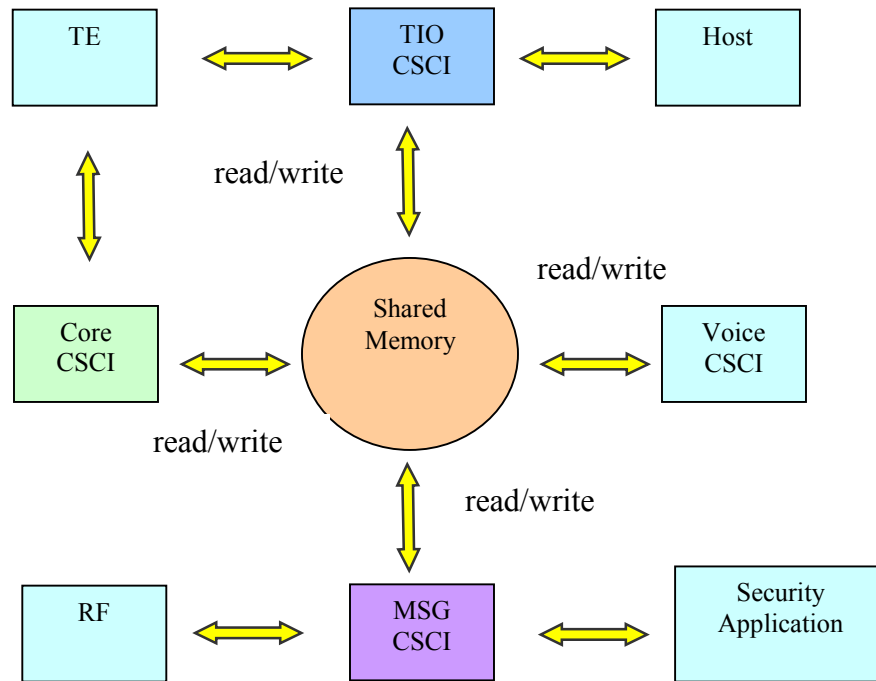 TE
TIO
CSCI
Host
read/write
read/write
Shared
Memory
Core
CSCI
Voice
CSCI
read/write
read/write
RF
MSG
CSCI
Security
Application